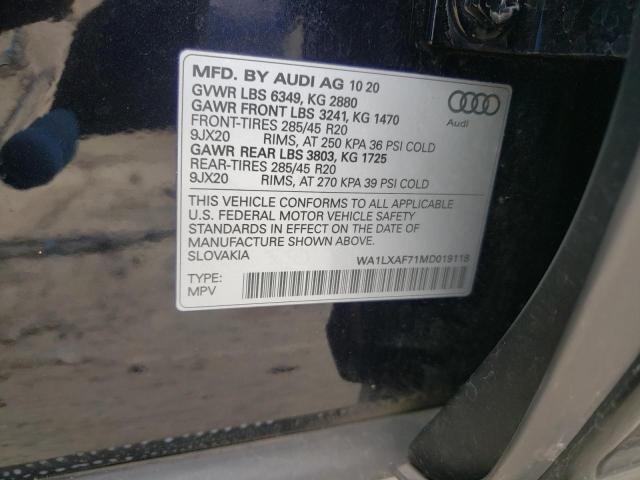 MFD. BY AUDI AG 10 20
GVWR LBS 6349, KG 2880
GAWR FRONT LBS 3241, KG 1470
FRONT-TIRES 285/45 R20
9JX20 RIMS, AT 250 KPA 36 PSI COLD
GAWR REAR LBS 3803, KG 1725
REAR-TIRES 285/45 R20
9JX20 RIMS, AT 270 KPA 39 PSI COLD
Audi
THIS VEHICLE CONFORMS TO ALL APPLICABLE
U.S. FEDERAL MOTOR VEHICLE SAFETY
STANDARDS IN EFFECT ON THE DATE OF
MANUFACTURE SHOWN ABOVE.
SLOVAKIA
WA1LXAF71MD019118
TYPE:
MPV